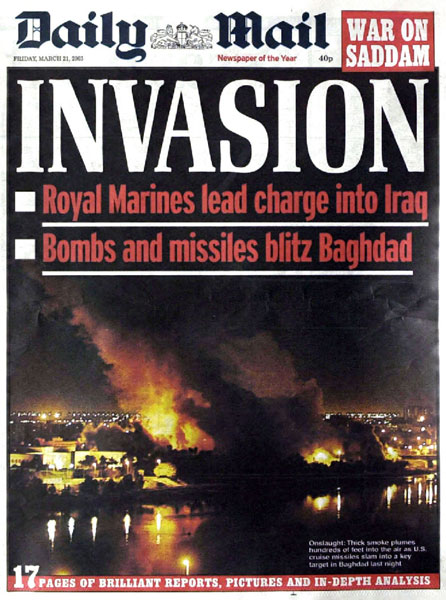 Daily Mail
WAR ON
SADDAM
FRIDAY, MARCH 21, 2003
Newspaper of the Year
40p
INVASION
Royal Marines lead charge into Iraq
Bombs and missiles blitz Baghdad
Onslaught: Thick smoke plumes
hundreds of feet into the air as U.S.
cruise missiles slam into a key
target in Baghdad last night
17 PAGES OF BRILLIANT REPORTS, PICTURES AND IN-DEPTH ANALYSIS